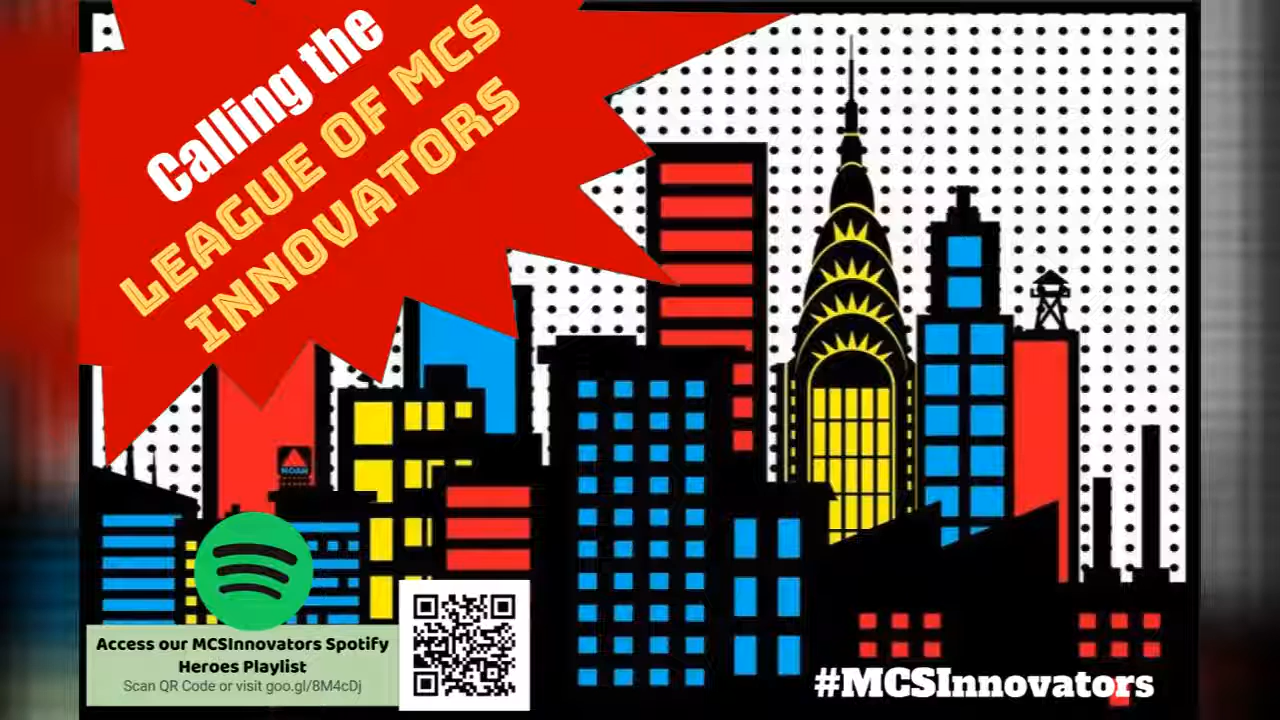 Calling the
LEAGUE OF MCS
INNOVATORS
NOAH
Access our MCSInnovators Spotify
Heroes Playlist
Scan QR Code or visit goo.gl/8M4cDj
#MCSInnovators